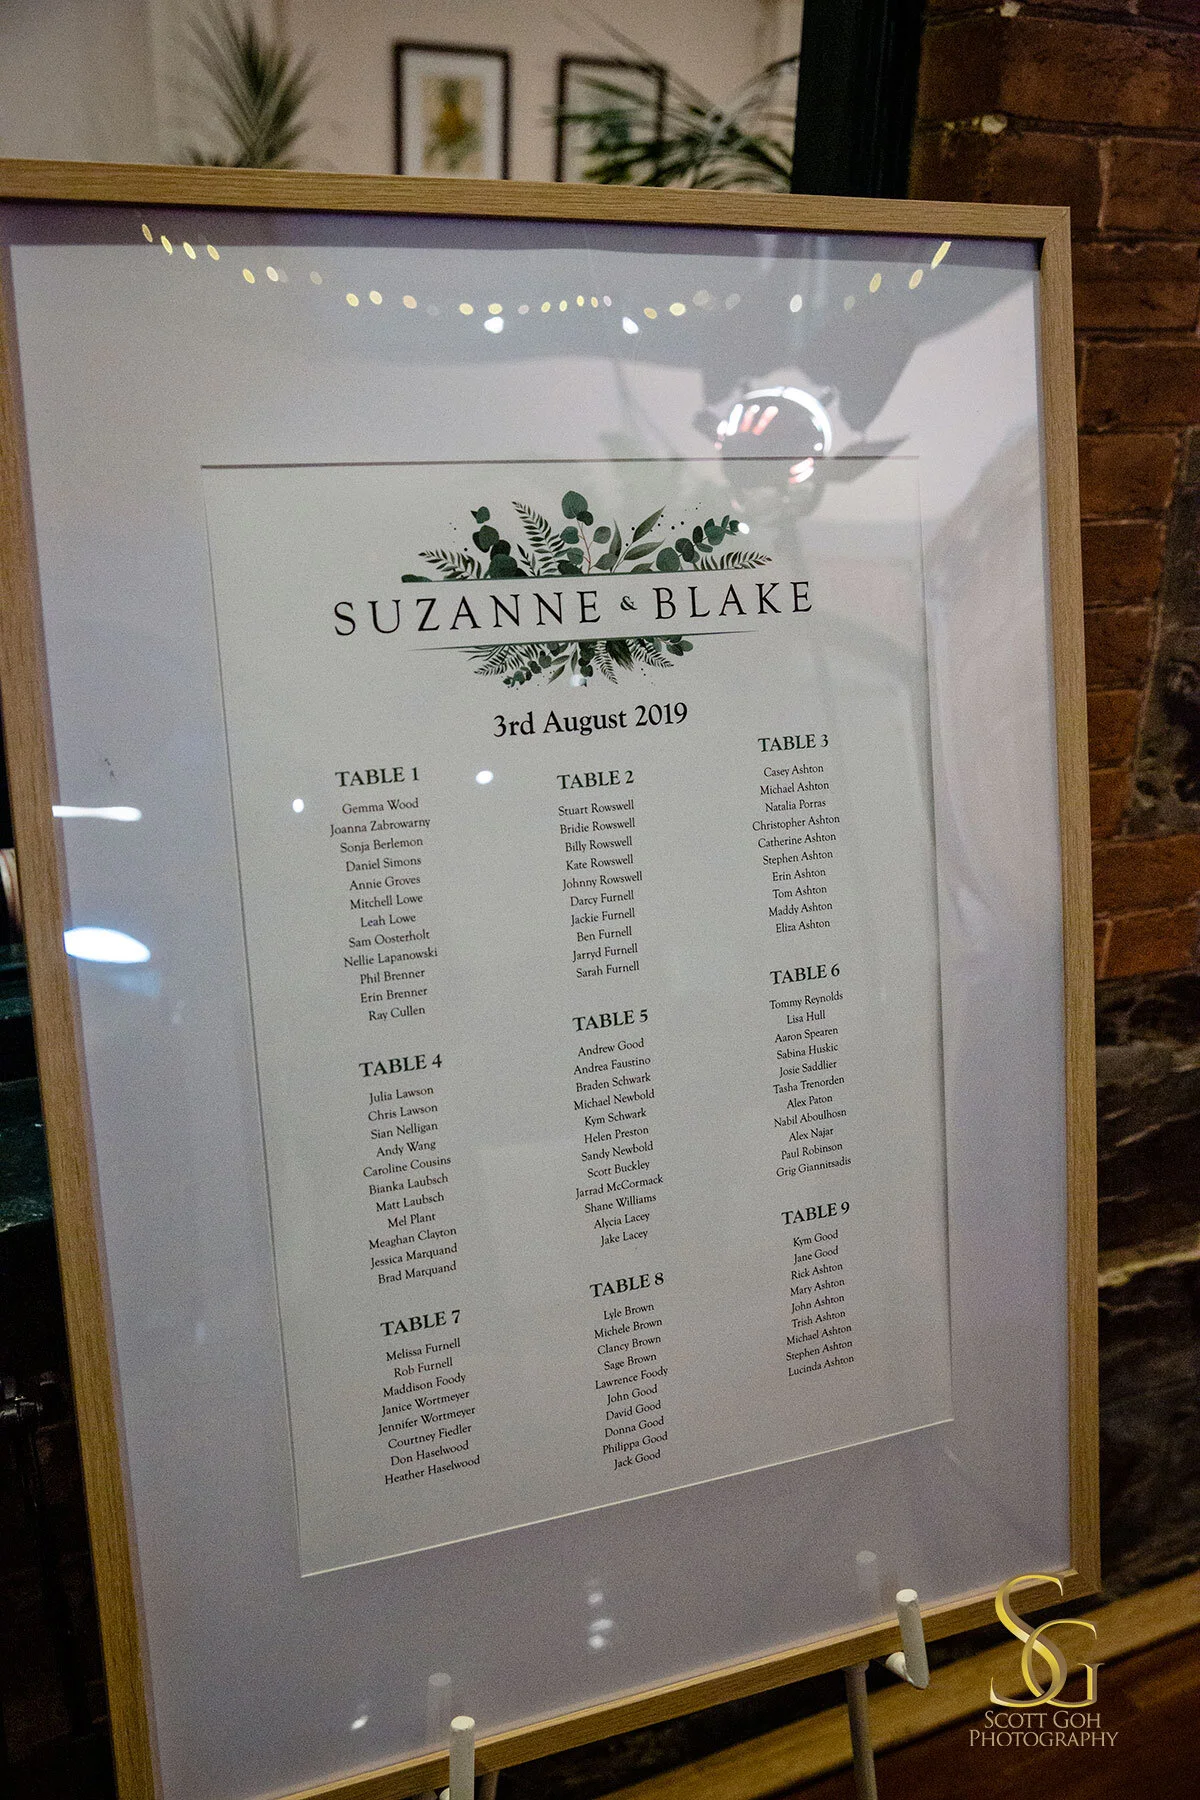 SUZANNE & BLAKE
3rd August 2019
TABLE 1
Gemma Wood
Joanna Zabrowarny
Sonja Berlemon
Daniel Simons
Annie Groves
Mitchell Lowe
Leah Lowe
Sam Oosterholt
Nellie Lapanowski
Phil Brenner
Erin Brenner
Ray Cullen
TABLE 2
Stuart Rowswell
Bridie Rowswell
Billy Rowswell
Kate Rowswell
Johnny Rowswell
Darcy Furnell
Jackie Furnell
Ben Furnell
Jarryd Furnell
Sarah Furnell
TABLE 3
Casey Ashton
Michael Ashton
Natalia Porras
Christopher Ashton
Catherine Ashton
Stephen Ashton
Erin Ashton
Tom Ashton
Maddy Ashton
Eliza Ashton
TABLE 4
Julia Lawson
Chris Lawson
Sian Nelligan
Andy Wang
Caroline Cousins
Bianka Laubsch
Matt Laubsch
Mel Plant
Meaghan Clayton
Jessica Marquand
Brad Marquand
TABLE 5
Andrew Good
Andrea Faustino
Braden Schwark
Michael Newbold
Kym Schwark
Helen Preston
Sandy Newbold
Scott Buckley
Jarrad McCormack
Shane Williams
Alycia Lacey
Jake Lacey
TABLE 6
Tommy Reynolds
Lisa Hull
Aaron Spearen
Sabina Huskic
Josie Saddlier
Tasha Trenorden
Alex Paton
Nabil Aboulhosn
Alex Najar
Paul Robinson
Grig Giannitsadis
TABLE 7
Melissa Furnell
Rob Furnell
Maddison Foody
Janice Wortmeyer
Jennifer Wortmeyer
Courtney Fiedler
Don Haselwood
Heather Haselwood
TABLE 8
Lyle Brown
Michele Brown
Clancy Brown
Sage Brown
Lawrence Foody
John Good
David Good
Donna Good
Philippa Good
Jack Good
TABLE 9
Kym Good
Jane Good
Rick Ashton
Mary Ashton
John Ashton
Trish Ashton
Michael Ashton
Stephen Ashton
Lucinda Ashton
SG
SCOTT GOH
PHOTOGRAPHY